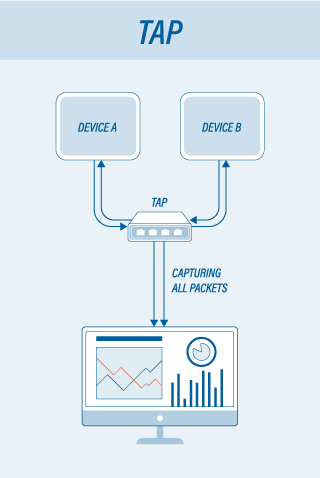 TAP
DEVICE A
DEVICE B
TAP
CAPTURING
ALL PACKETS